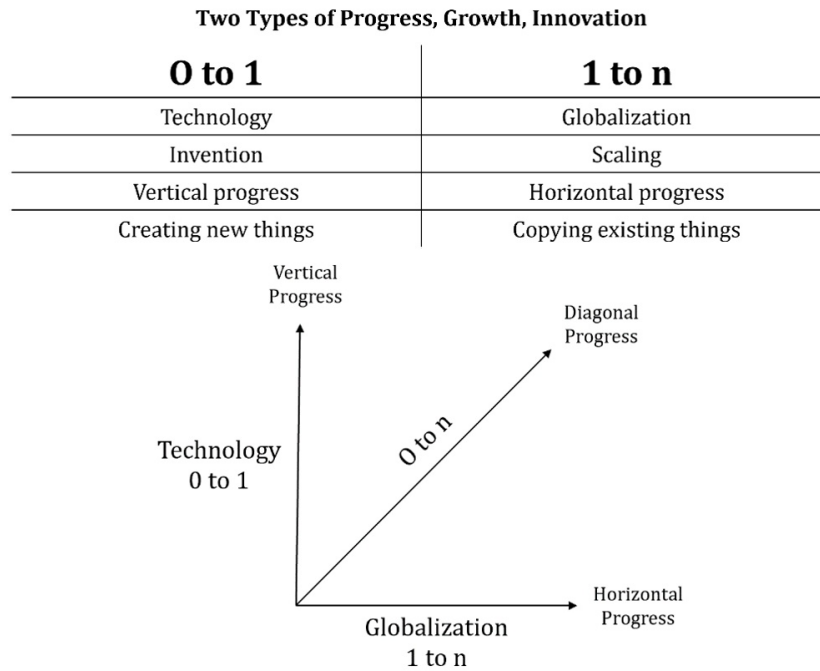 Two Types of Progress, Growth, Innovation
0 to 1
1 to n
Technology
Globalization
Invention
Scaling
Vertical progress
Horizontal progress
Creating new things
Copying existing things
Vertical
Progress
Diagonal
Progress
0 to n
Technology
0 to 1
Horizontal
Progress
Globalization
1 to n